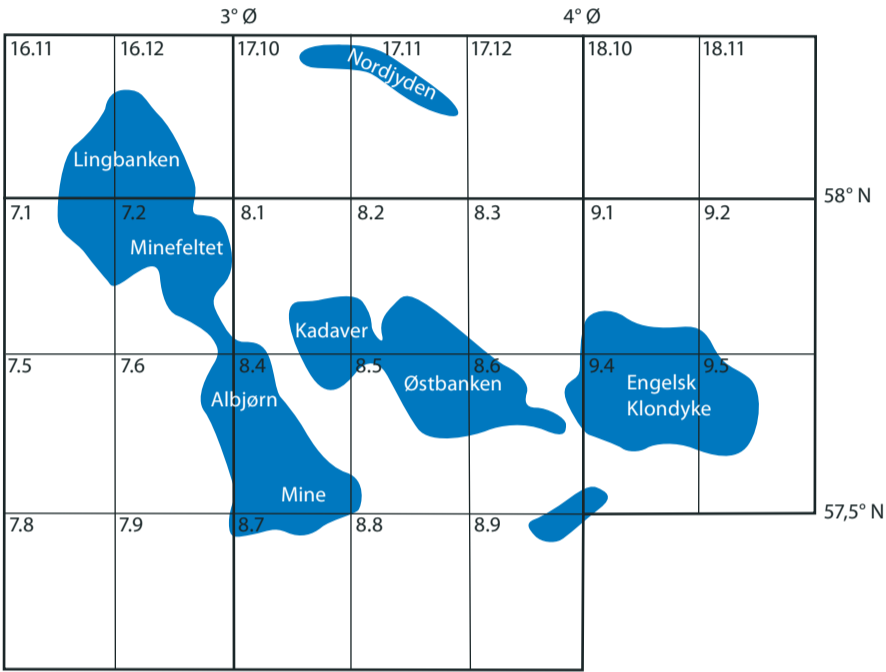 3° Ø 4° Ø
16.11 16.12 17.10 17.11 17.12 18.10 18.11
Nordjyden
Lingbanken
58° N
7.1 7.2 8.1 8.2 8.3 9.1 9.2
Minefeltet
Kadaver
7.5 7.6 8.4 8.5 8.6 9.4 9.5
Østbanken
Engelsk
Klondyke
Albjørn
Mine
57,5° N
7.8 7.9 8.7 8.8 8.9